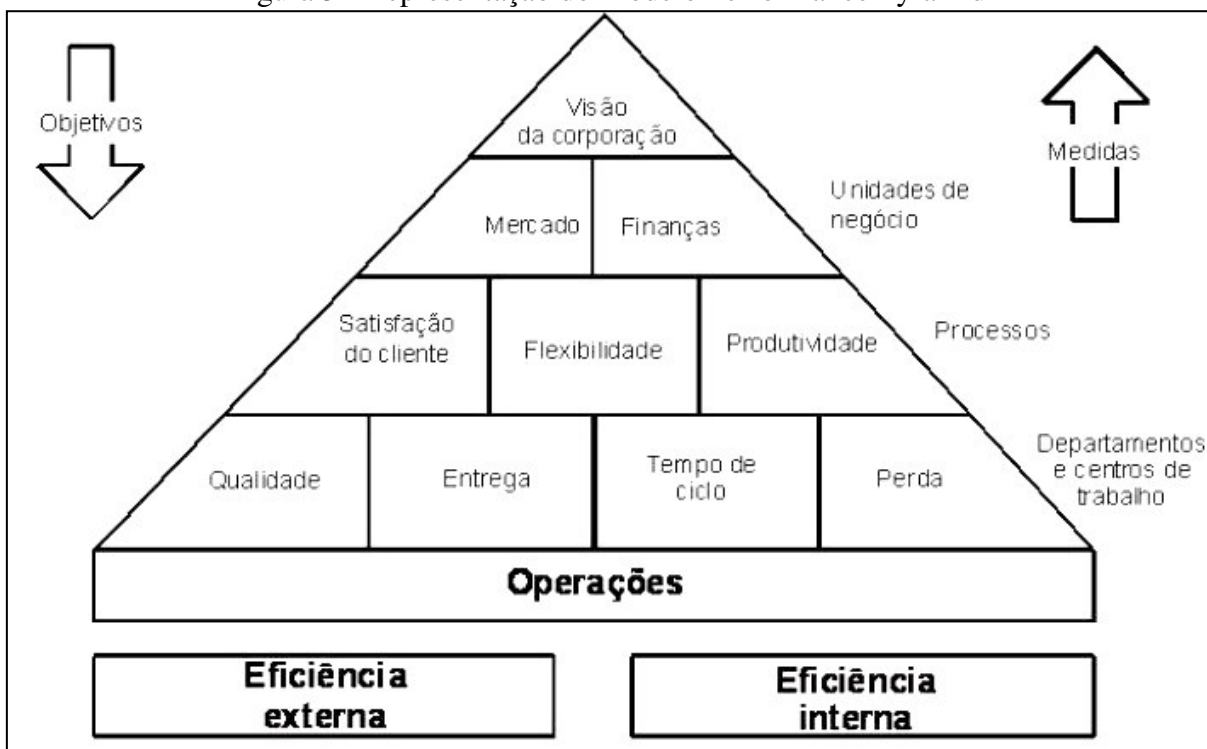 Objetivos
Medidas
Visão
da corporação
Mercado
Finanças
Unidades de
negócio
Satisfação
do cliente
Flexibilidade
Produtividade
Processos
Qualidade
Entrega
Tempo de
ciclo
Perda
Departamentos
e centros de
trabalho
Operações
Eficiência
externa
Eficiência
interna